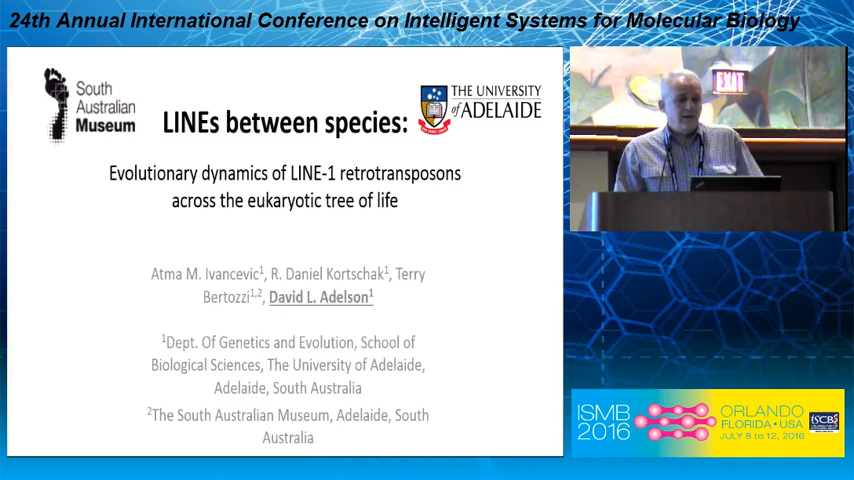 24th Annual International Conference on Intelligent Systems for Molecular Biology
South
Australian
Museum
THE UNIVERSITY
of ADELAIDE
LINEs between species:
Evolutionary dynamics of LINE-1 retrotransposons
across the eukaryotic tree of life
Atma M. Ivancevic¹, R. Daniel Kortschak¹, Terry
Bertozzi¹,², David L. Adelson¹
¹Dept. Of Genetics and Evolution, School of
Biological Sciences, The University of Adelaide,
Adelaide, South Australia
²The South Australian Museum, Adelaide, South
Australia
EXIT
ISMB
2016
ORLANDO
FLORIDA • USA
JULY 8 to 12, 2016
ISCB